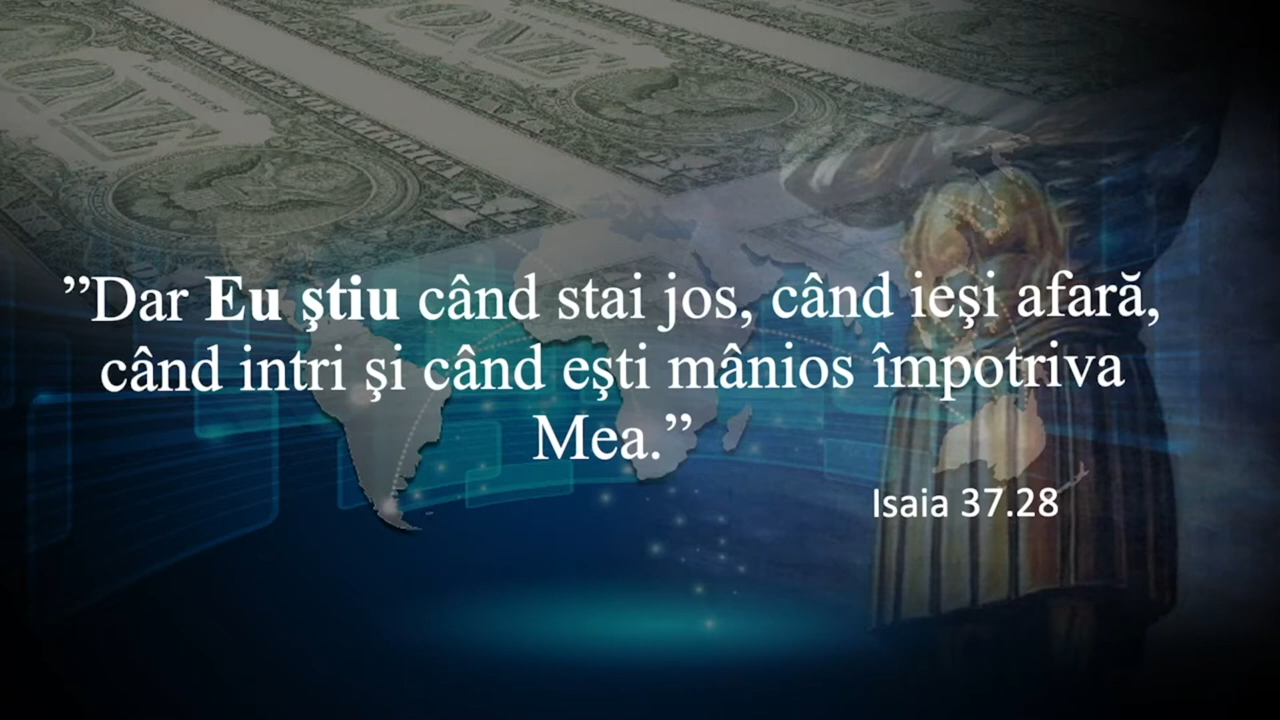 ”Dar Eu ştiu când stai jos, când ieşi afară,
când intri şi când eşti mânios împotriva
Mea.”
Isaia 37.28